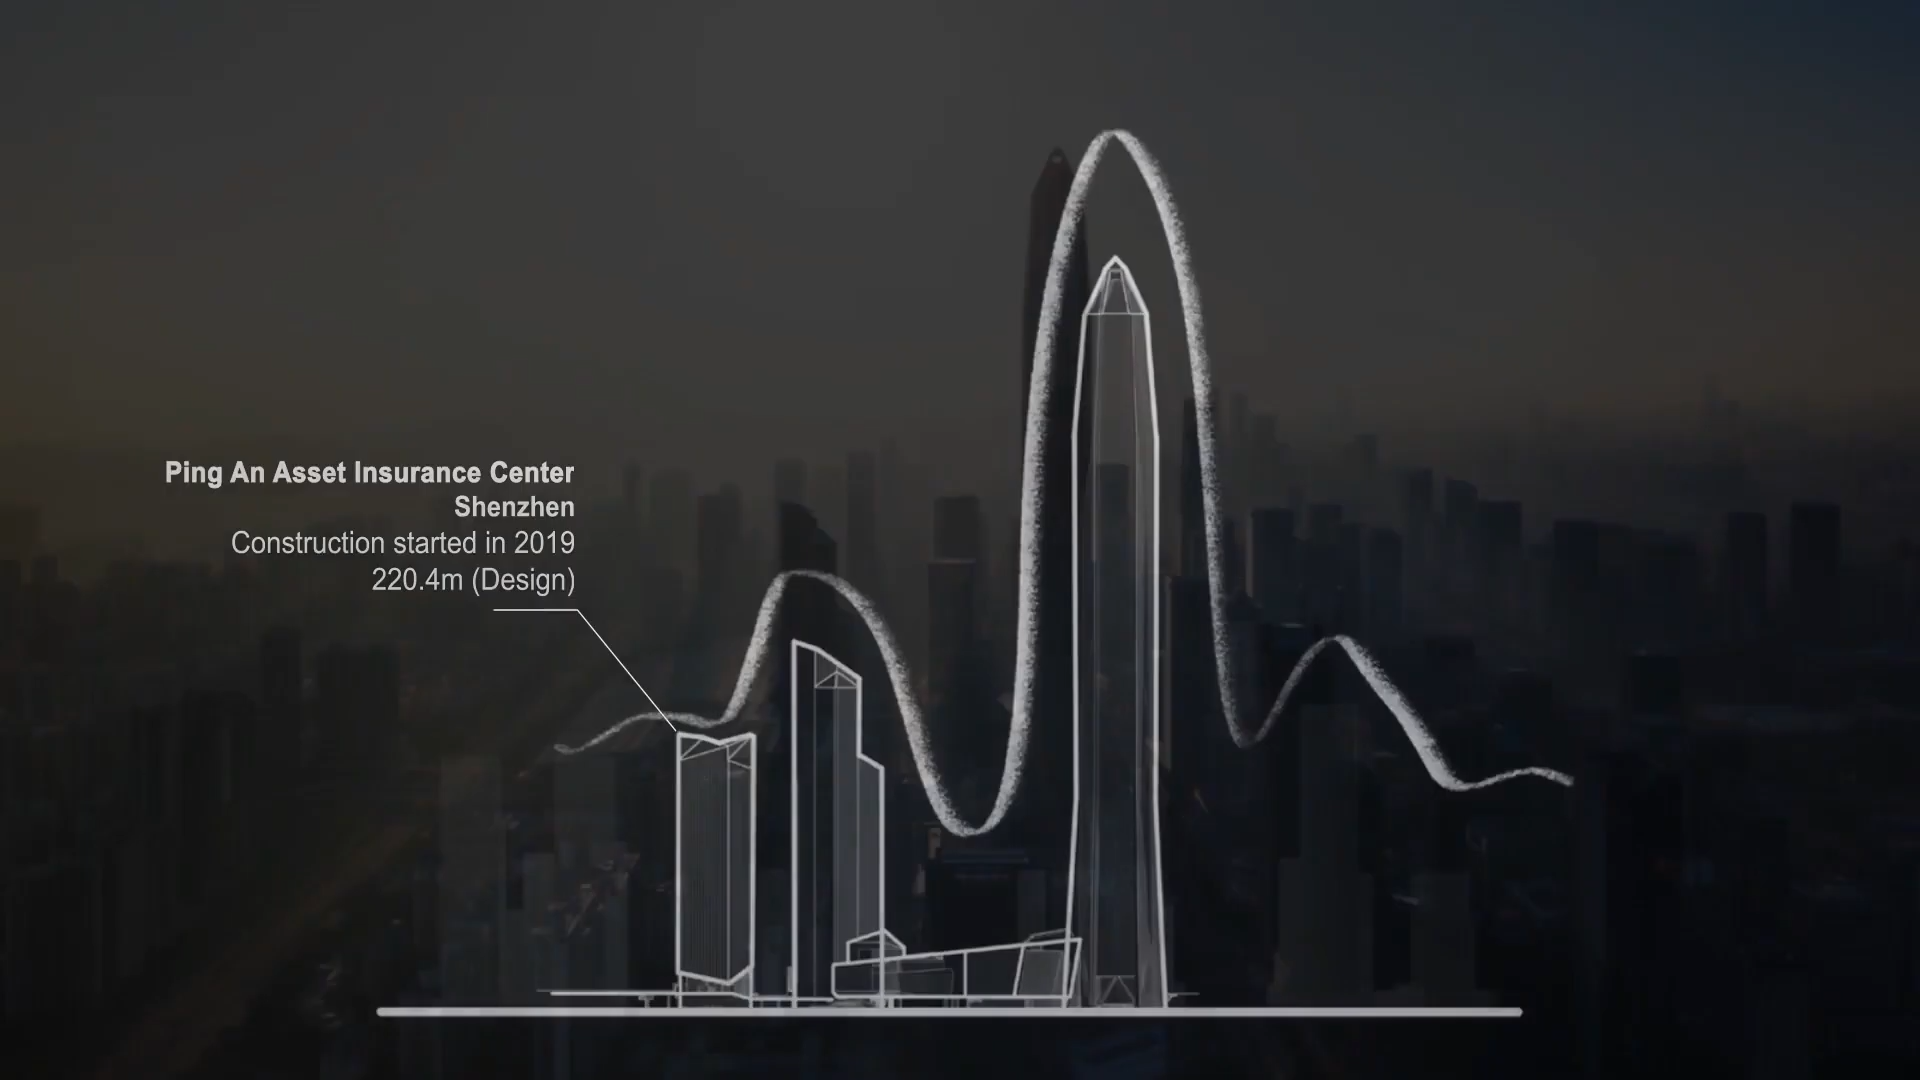 Ping An Asset Insurance Center
Shenzhen
Construction started in 2019
220.4m (Design)